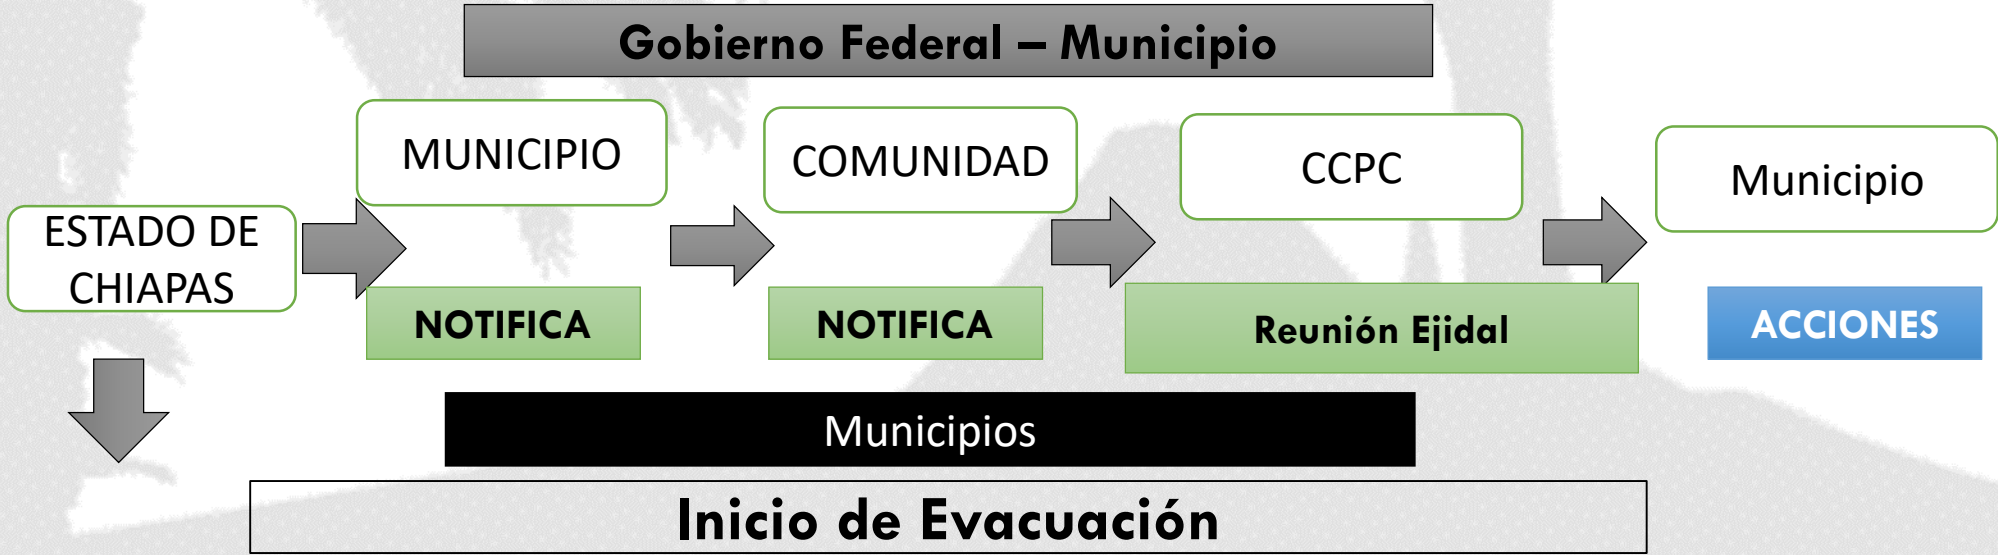 Gobierno Federal – Municipio
MUNICIPIO
COMUNIDAD
CCPC
Municipio
ESTADO DE
CHIAPAS
NOTIFICA
NOTIFICA
Reunión Ejidal
ACCIONES
Municipios
Inicio de Evacuación